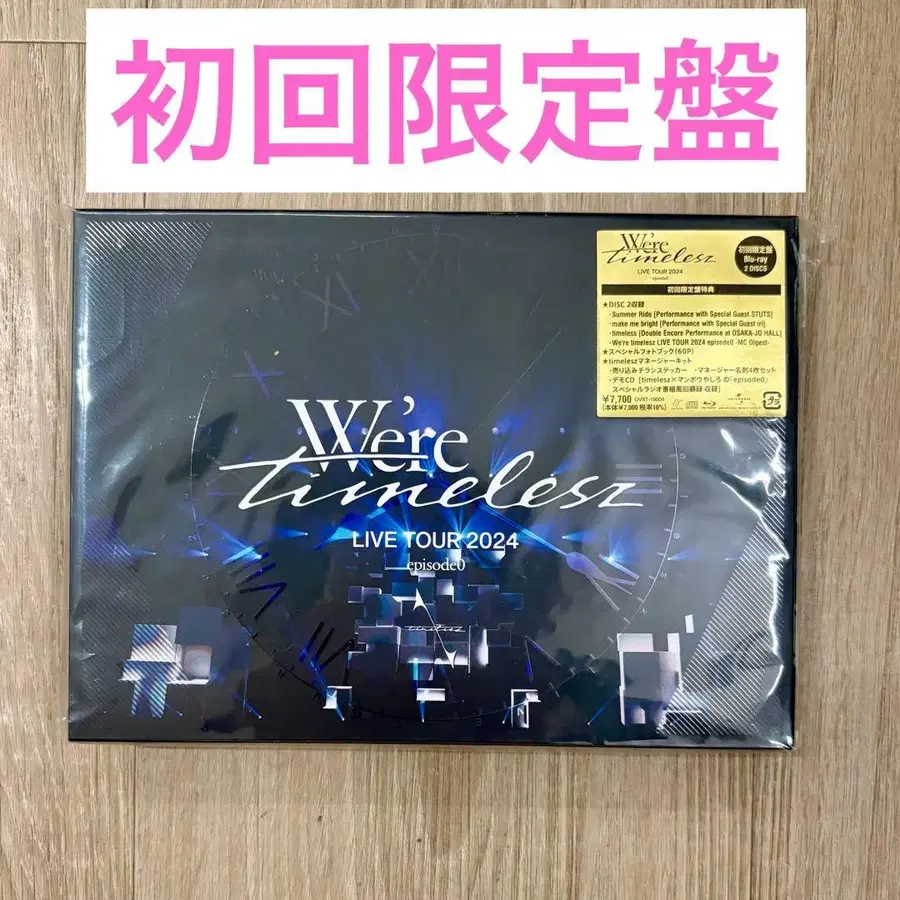 初回限定盤
We're
timelesz
LIVE TOUR 2024
episode0
初回限定盤
Blu-ray
2 DISCS
初回限定盤特典
★DISC 2収録
・Summer Ride [Performance with Special Guest STUTS]
・make me bright [Performance with Special Guest iri]
・timeless [Double Encore Performance at OSAKA-JO HALL]
・We're timelesz LIVE TOUR 2024 episode0 -MC Digest-
★スペシャルフォトブック(60P)
★timeleszマネージャーキット
・売り込みチラシステッカー ・マネージャー名刺4枚セット
・デモCD [timelesz×マンボウやしろ の「episode0」
スペシャルラジオ番組風回顧録 収録]
¥7,700
(本体¥7,000 税率10%)
We're
timelesz
LIVE TOUR 2024
episode0
timelesz